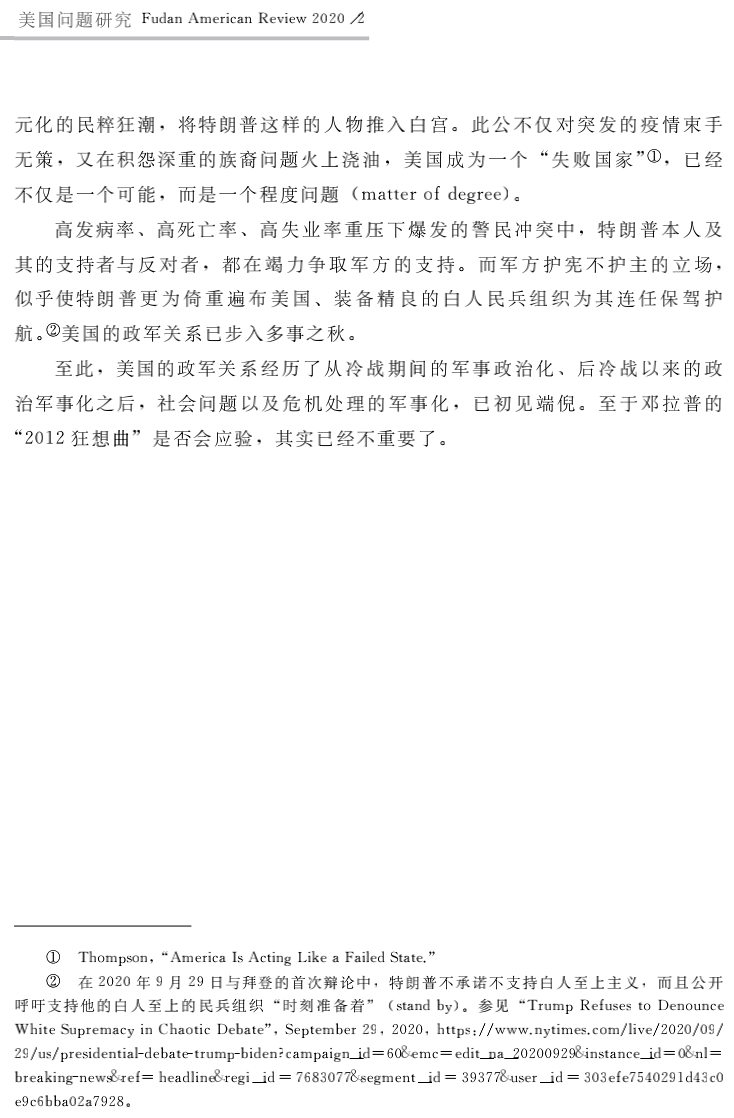 美国问题研究 Fudan American Review 2020 /2
元化的民粹狂潮，将特朗普这样的人物推入白宫。此公不仅对突发的疫情束手
无策，又在积怨深重的族裔问题火上浇油，美国成为一个“失败国家”①，已经
不仅是一个可能，而是一个程度问题（matter of degree）。
高发病率、高死亡率、高失业率重压下爆发的警民冲突中，特朗普本人及
其的支持者与反对者，都在竭力争取军方的支持。而军方护宪不护主的立场，
似乎使特朗普更为倚重遍布美国、装备精良的白人民兵组织为其连任保驾护
航。②美国的政军关系已步入多事之秋。
至此，美国的政军关系经历了从冷战期间的军事政治化、后冷战以来的政
治军事化之后，社会问题以及危机处理的军事化，已初见端倪。至于邓拉普的
“2012 狂想曲”是否会应验，其实已经不重要了。
① Thompson，“America Is Acting Like a Failed State.”
② 在 2020 年 9 月 29 日与拜登的首次辩论中，特朗普不承诺不支持白人至上主义，而且公开
呼吁支持他的白人至上的民兵组织“时刻准备着”（stand by）。参见“Trump Refuses to Denounce
White Supremacy in Chaotic Debate”，September 29，2020，https://www.nytimes.com/live/2020/09/
29/us/presidential-debate-trump-biden?campaign_id=60&emc=edit_na_20200929&instance_id=0&nl=
breaking-news&ref= headline&regi_id = 7683077&segment_id = 39377&user_id = 303efe7540291d43c0
e9c6bba02a7928。